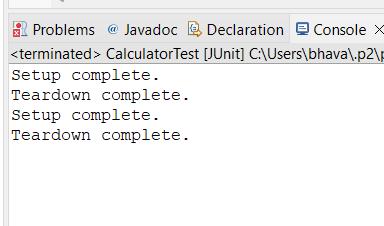 Problems @ Javadoc Declaration Console
<terminated> CalculatorTest [JUnit] C:\Users\bhava\.p2\p
Setup complete.
Teardown complete.
Setup complete.
Teardown complete.